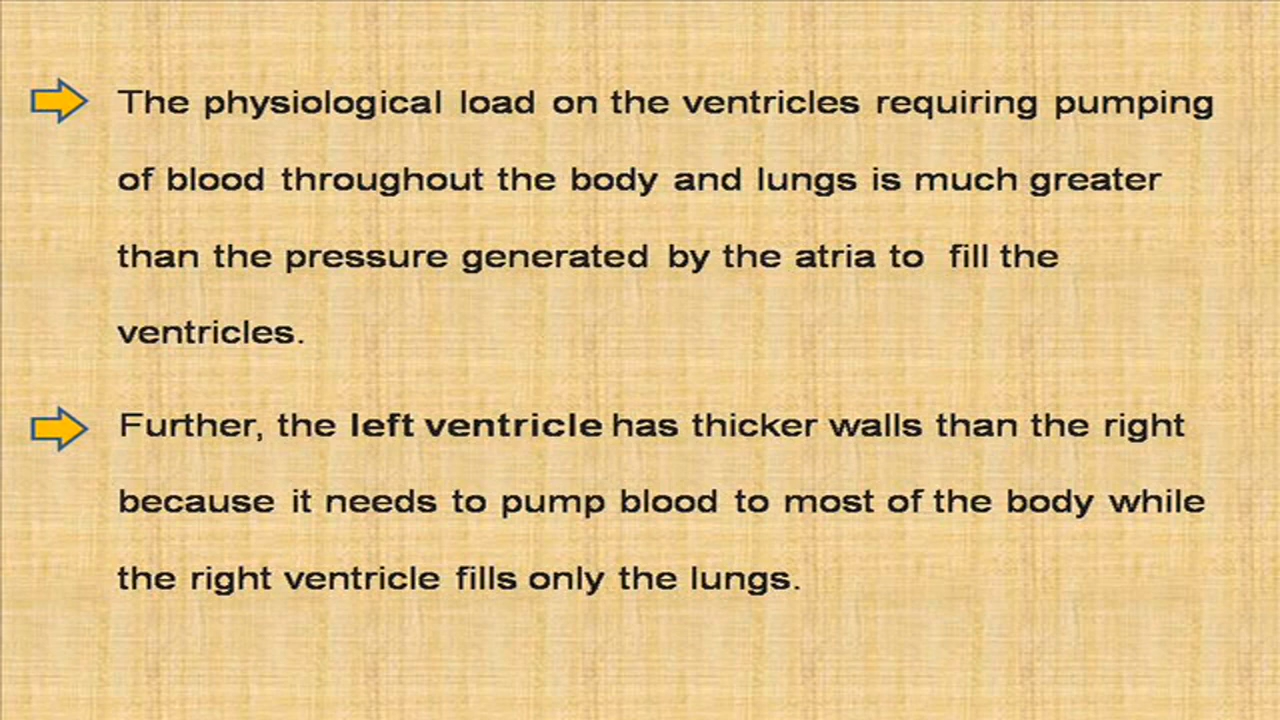 The physiological load on the ventricles requiring pumping
of blood throughout the body and lungs is much greater
than the pressure generated by the atria to fill the
ventricles.
Further, the left ventricle has thicker walls than the right
because it needs to pump blood to most of the body while
the right ventricle fills only the lungs.